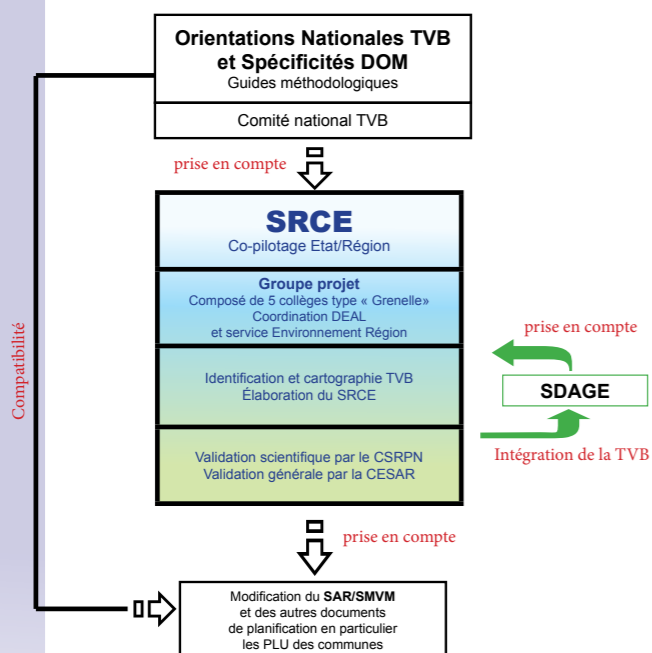 Orientations Nationales TVB
et Spécificités DOM
Guides méthodologiques
Comité national TVB
prise en compte
SRCE
Co-pilotage Etat/Région
Groupe projet
Composé de 5 collèges type « Grenelle»
Coordination DEAL
et service Environnement Région
Identification et cartographie TVB
Élaboration du SRCE
Validation scientifique par le CSRPN
Validation générale par la CESAR
Compatibilité
prise en compte
SDAGE
Intégration de la TVB
prise en compte
Modification du SAR/SMVM
et des autres documents
de planification en particulier
les PLU des communes